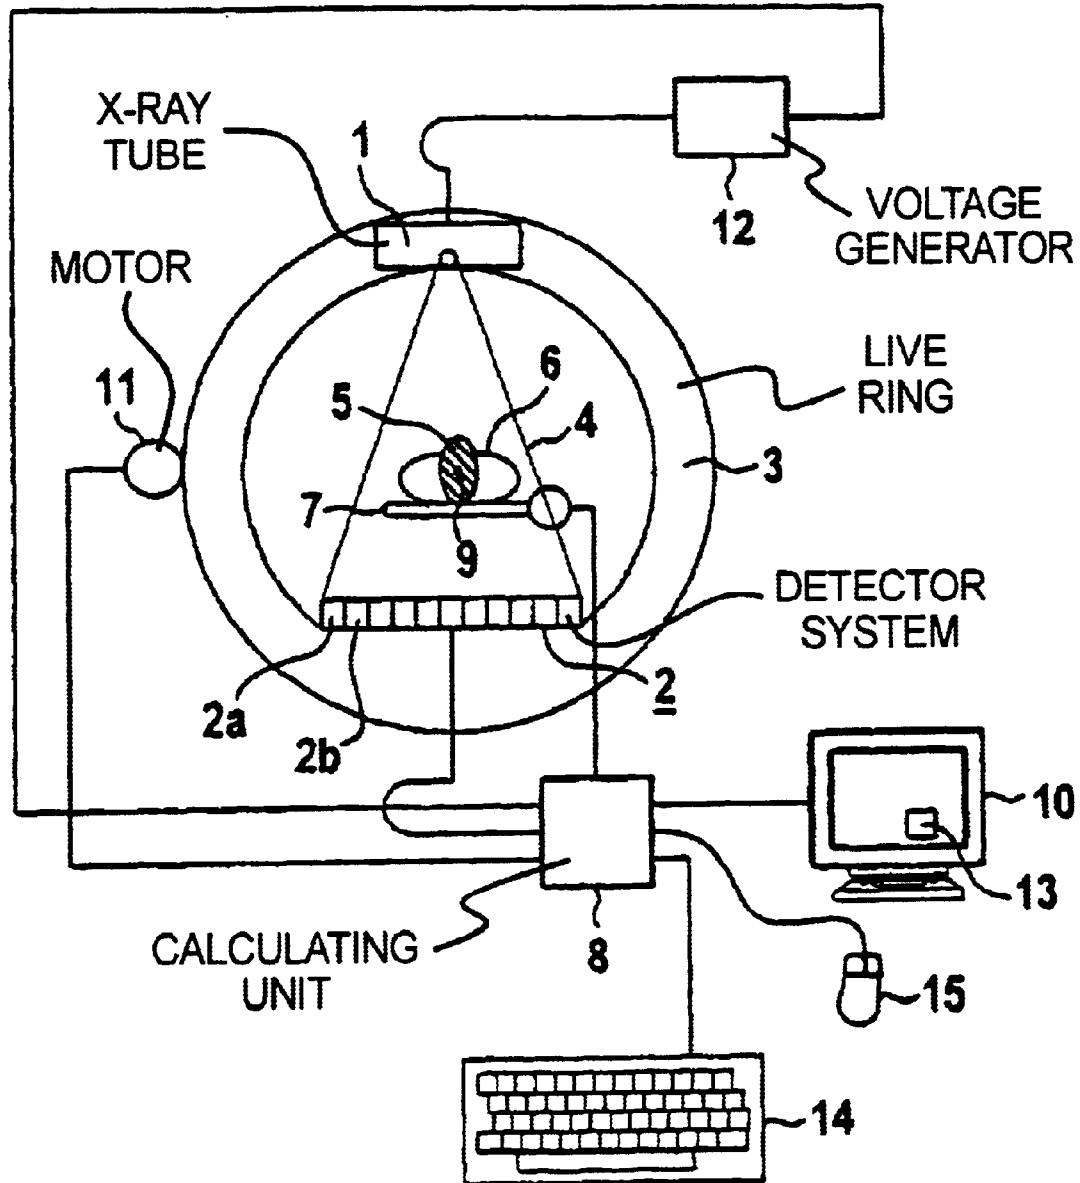 X-RAY
TUBE
1
12
VOLTAGE
GENERATOR
MOTOR
11
LIVE
RING
6
5
4
3
7
9
DETECTOR
SYSTEM
2a
2b
2
10
13
CALCULATING
UNIT
8
15
14